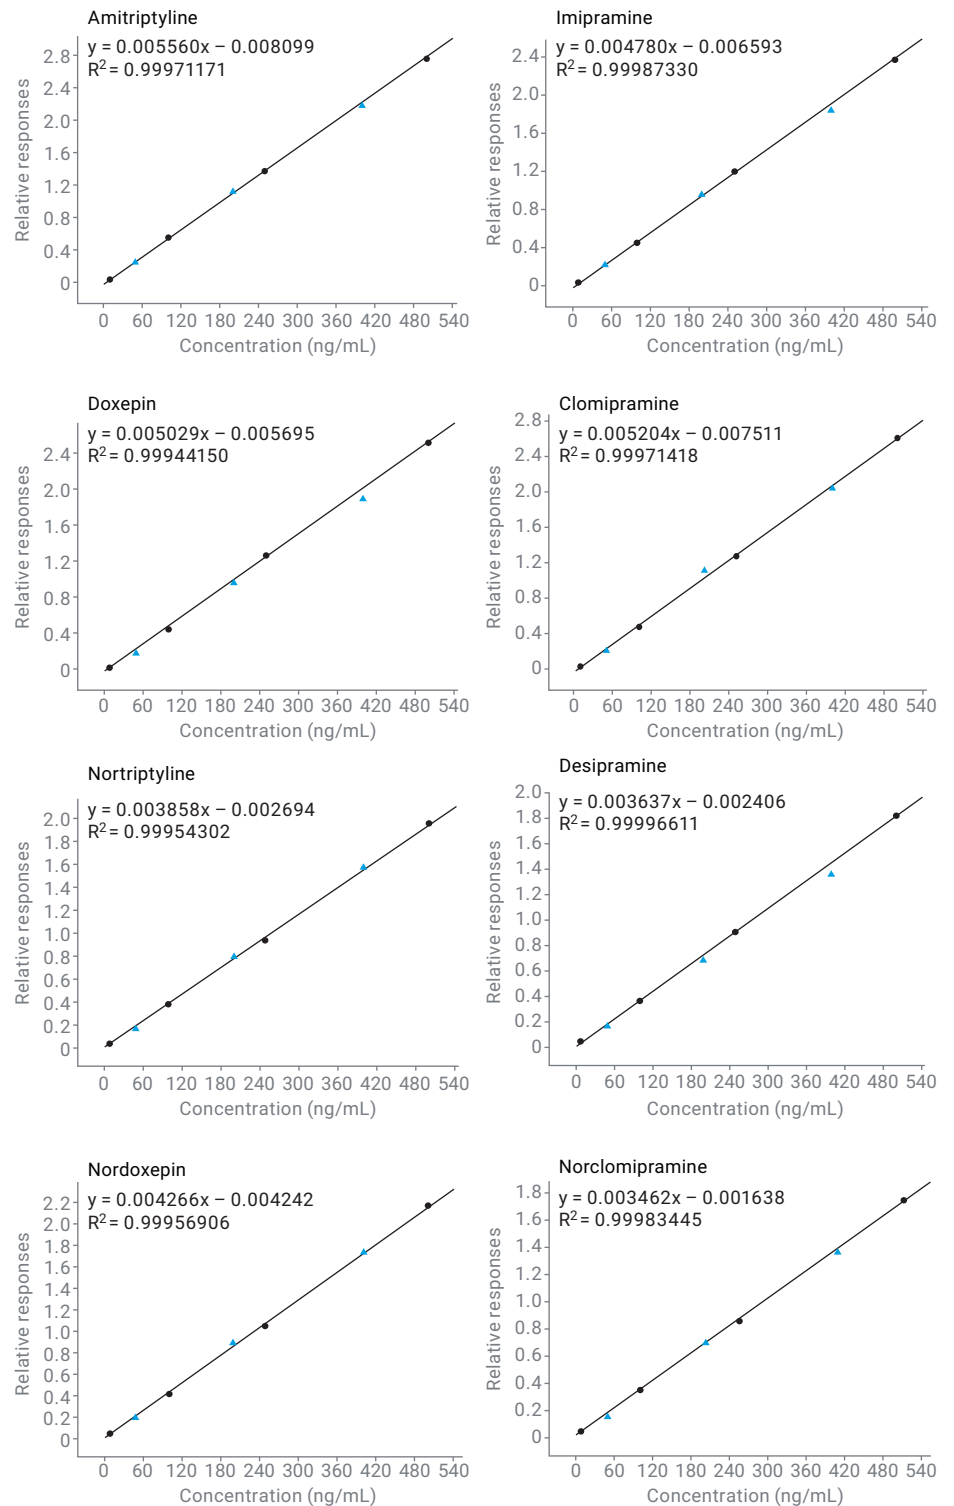 Amitriptyline
y = 0.005560x – 0.008099
R² = 0.99971171
Relative responses
2.8
2.4
2.0
1.6
1.2
0.8
0.4
0
0 60 120 180 240 300 360 420 480 540
Concentration (ng/mL)
Imipramine
y = 0.004780x – 0.006593
R² = 0.99987330
Relative responses
2.4
2.0
1.6
1.2
0.8
0.4
0
0 60 120 180 240 300 360 420 480 540
Concentration (ng/mL)
Doxepin
y = 0.005029x – 0.005695
R² = 0.99944150
Relative responses
2.4
2.0
1.6
1.2
0.8
0.4
0
0 60 120 180 240 300 360 420 480 540
Concentration (ng/mL)
Clomipramine
y = 0.005204x – 0.007511
R² = 0.99971418
Relative responses
2.8
2.4
2.0
1.6
1.2
0.8
0.4
0
0 60 120 180 240 300 360 420 480 540
Concentration (ng/mL)
Nortriptyline
y = 0.003858x – 0.002694
R² = 0.99954302
Relative responses
2.0
1.8
1.6
1.4
1.2
1.0
0.8
0.6
0.4
0.2
0
0 60 120 180 240 300 360 420 480 540
Concentration (ng/mL)
Desipramine
y = 0.003637x – 0.002406
R² = 0.99996611
Relative responses
2.0
1.8
1.6
1.4
1.2
1.0
0.8
0.6
0.4
0.2
0
0 60 120 180 240 300 360 420 480 540
Concentration (ng/mL)
Nordoxepin
y = 0.004266x – 0.004242
R² = 0.99956906
Relative responses
2.2
2.0
1.8
1.6
1.4
1.2
1.0
0.8
0.6
0.4
0.2
0
0 60 120 180 240 300 360 420 480 540
Concentration (ng/mL)
Norclomipramine
y = 0.003462x – 0.001638
R² = 0.99983445
Relative responses
1.8
1.6
1.4
1.2
1.0
0.8
0.6
0.4
0.2
0
0 60 120 180 240 300 360 420 480 540
Concentration (ng/mL)